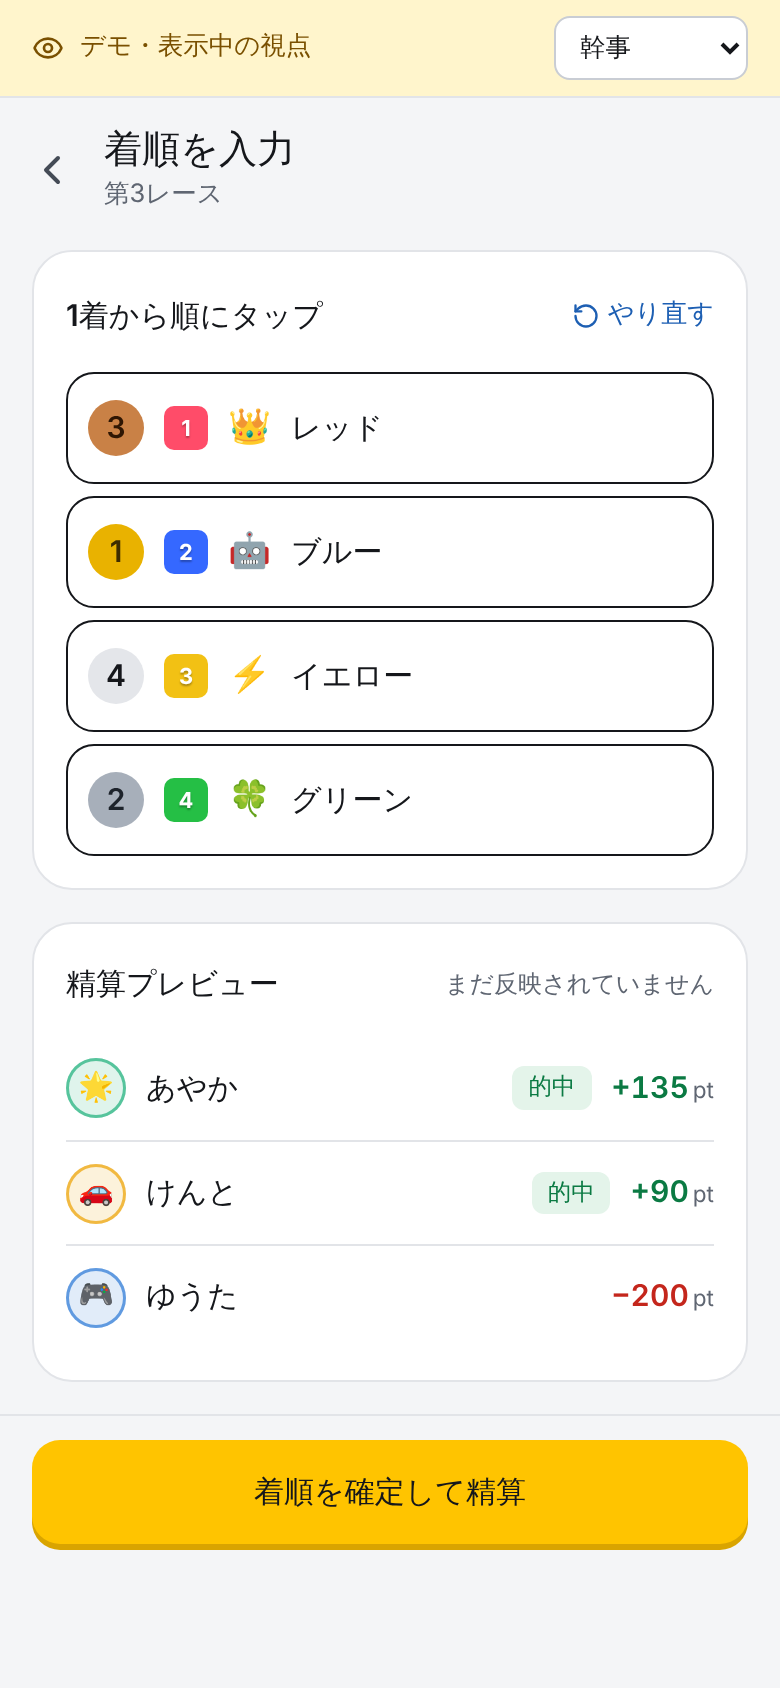 デモ・表示中の視点
幹事
着順を入力
第3レース
1着から順にタップ
やり直す
3 1 レッド
1 2 ブルー
4 3 イエロー
2 4 グリーン
精算プレビュー
まだ反映されていません
あやか 的中 +135 pt
けんと 的中 +90 pt
ゆうた −200 pt
着順を確定して精算